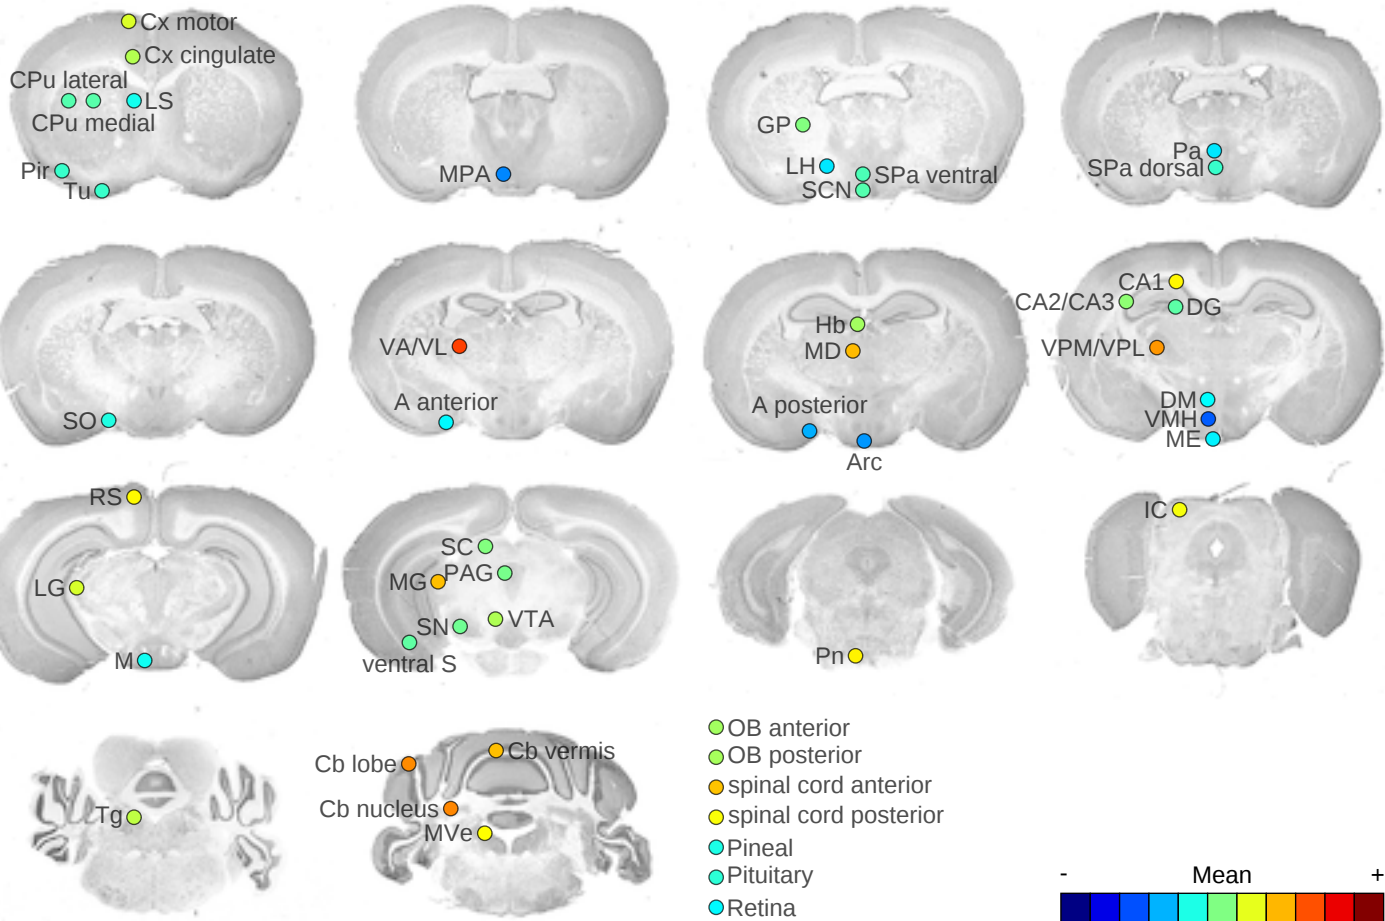 Cx motor
Cx cingulate
CPu lateral
LS
CPu medial
Pir
Tu
MPA
GP
LH
SPa ventral
SCN
Pa
SPa dorsal
SO
VA/VL
A anterior
Hb
MD
A posterior
Arc
CA1
CA2/CA3
DG
VPM/VPL
DM
VMH
ME
RS
LG
M
SC
MG
PAG
SN
VTA
ventral S
Pn
IC
Tg
Cb lobe
Cb vermis
Cb nucleus
MVe
OB anterior
OB posterior
spinal cord anterior
spinal cord posterior
Pineal
Pituitary
Retina
- Mean +